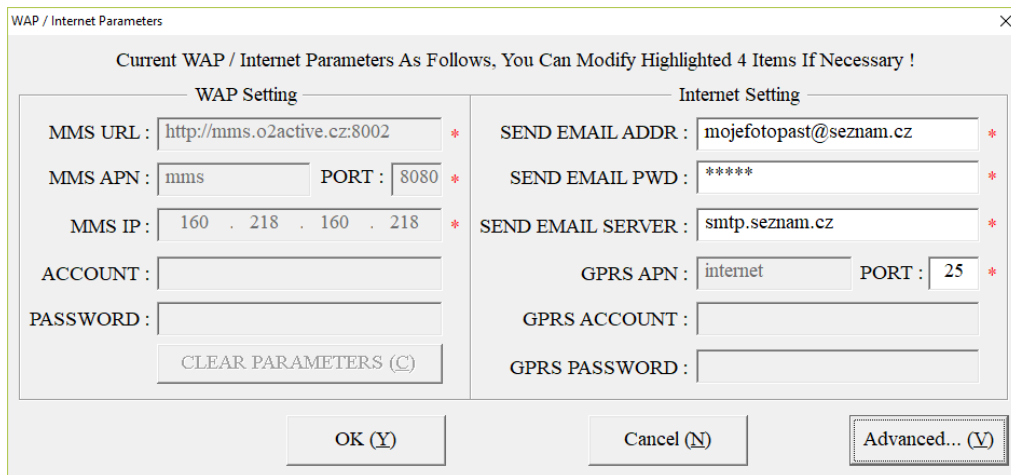 WAP / Internet Parameters
Current WAP / Internet Parameters As Follows, You Can Modify Highlighted 4 Items If Necessary !
WAP Setting
MMS URL : http://mms.o2active.cz:8002 *
MMS APN : mms PORT : 8080 *
MMS IP : 160 . 218 . 160 . 218 *
ACCOUNT :
PASSWORD :
CLEAR PARAMETERS (C)
Internet Setting
SEND EMAIL ADDR : mojefotopast@seznam.cz *
SEND EMAIL PWD : ***** *
SEND EMAIL SERVER : smtp.seznam.cz *
GPRS APN : internet PORT : 25 *
GPRS ACCOUNT :
GPRS PASSWORD :
OK (Y) Cancel (N) Advanced... (V)